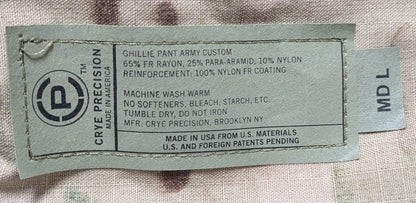 P
TM
CRYE PRECISION
MADE IN AMERICA
GHILLIE PANT ARMY CUSTOM
65% FR RAYON, 25% PARA-ARAMID, 10% NYLON
REINFORCEMENT: 100% NYLON FR COATING
MACHINE WASH WARM
NO SOFTENERS, BLEACH, STARCH, ETC.
TUMBLE DRY, DO NOT IRON
MFR. CRYE PRECISION, BROOKLYN NY
MADE IN USA FROM U.S. MATERIALS
U.S. AND FOREIGN PATENTS PENDING
MD L